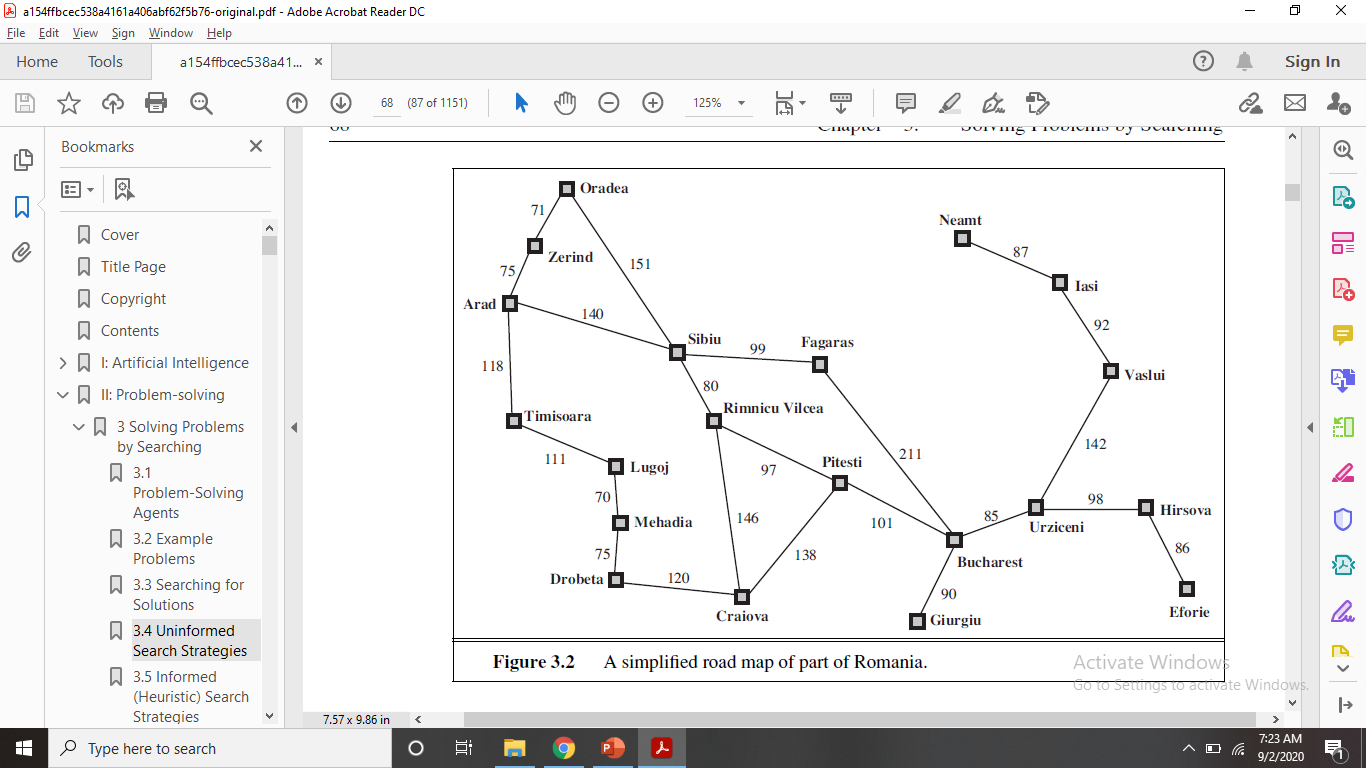 a154ffbcec538a4161a406abf62f5b76-original.pdf - Adobe Acrobat Reader DC
File Edit View Sign Window Help
Home Tools a154ffbcec538a41... × Sign In
68 (87 of 1151) 125%
Bookmarks
Cover
Title Page
Copyright
Contents
I: Artificial Intelligence
II: Problem-solving
3 Solving Problems
by Searching
3.1
Problem-Solving
Agents
3.2 Example
Problems
3.3 Searching for
Solutions
3.4 Uninformed
Search Strategies
3.5 Informed
(Heuristic) Search
Strategies
68 Chapter 3. Solving Problems by Searching
Oradea
71
Neamt
Zerind
87
151
75
Iasi
Arad
140
92
Sibiu
Fagaras
99
118
Vaslui
80
Timisoara
Rimnicu Vilcea
142
111
211
Lugoj
97
Pitesti
70
98
Hirsova
Mehadia
146
101
85
Urziceni
75
138
86
Bucharest
Drobeta
120
90
Craiova
Giurgiu
Eforie
Figure 3.2 A simplified road map of part of Romania.
Activate Windows
Go to Settings to activate Windows.
7.57 x 9.86 in
Type here to search
7:23 AM
9/2/2020
1